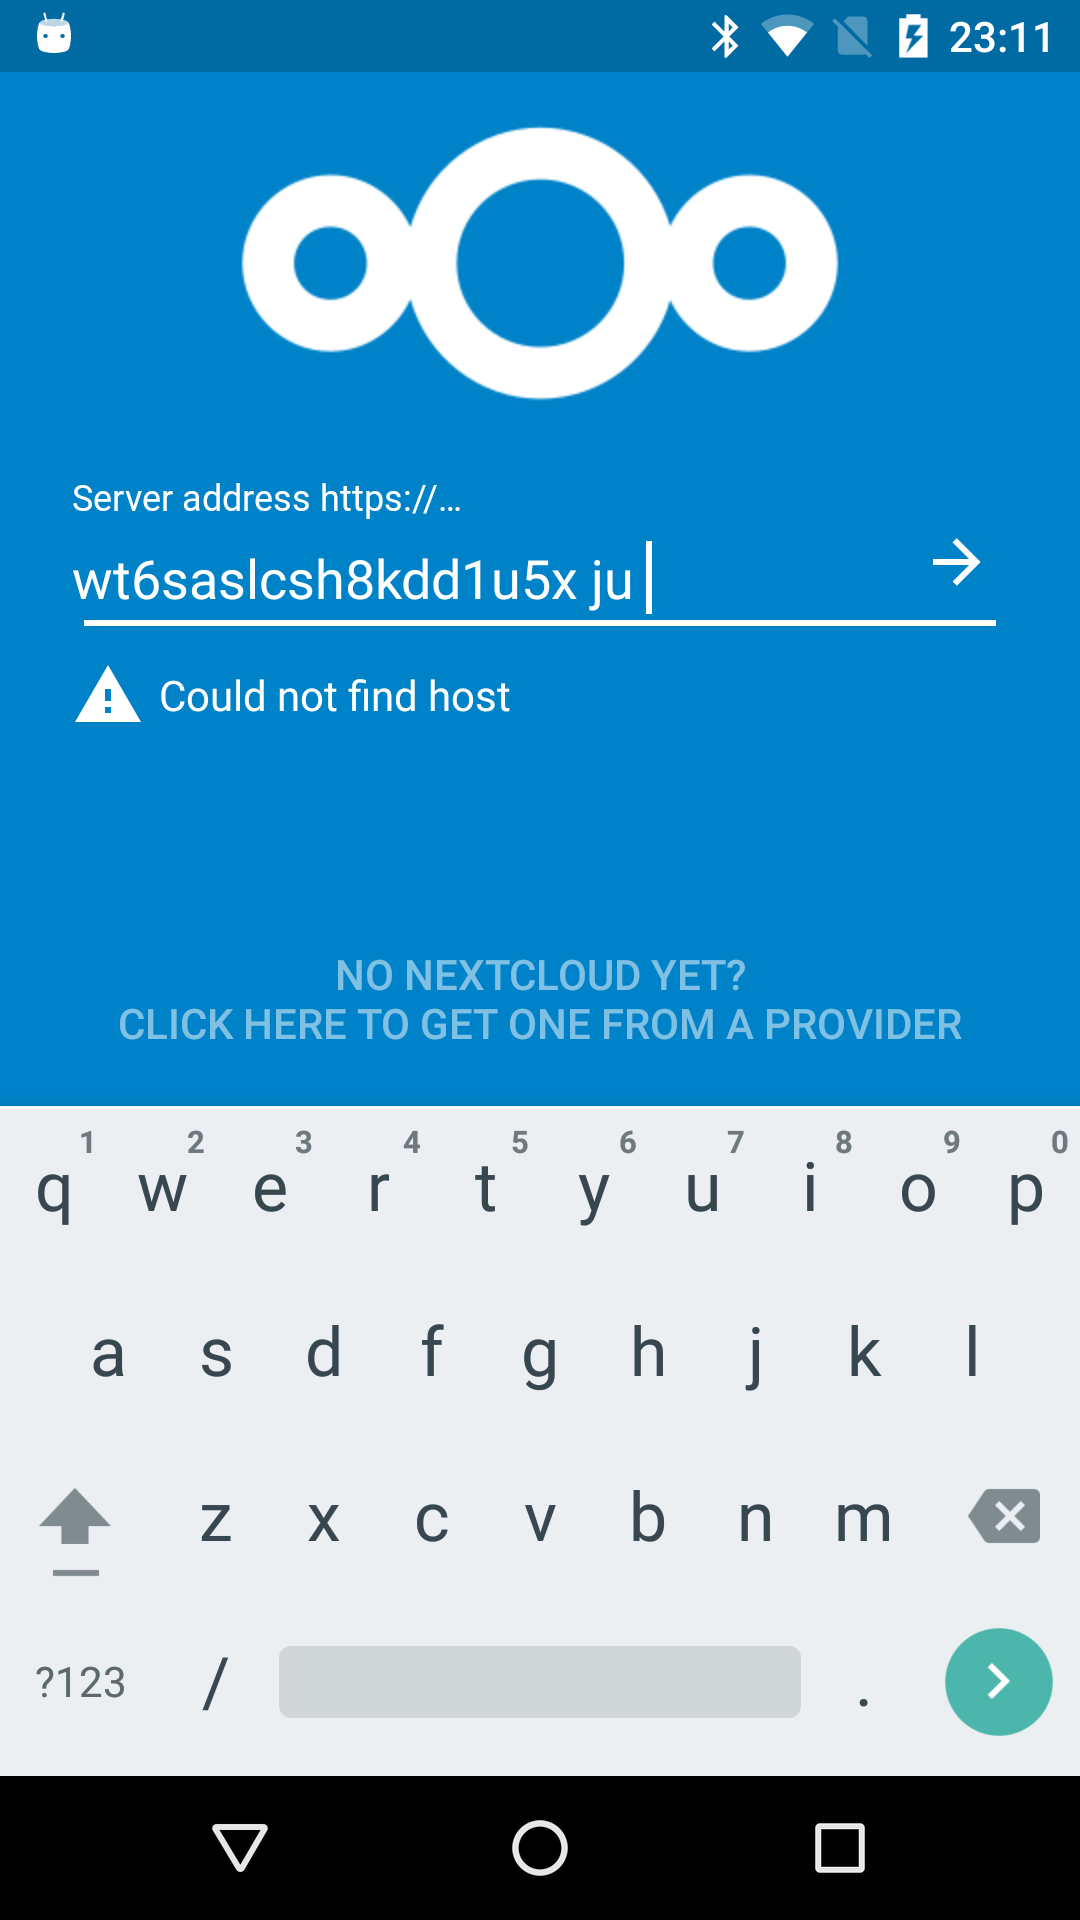 23:11
Server address https://…
wt6saslcsh8kdd1u5x ju
Could not find host
NO NEXTCLOUD YET?
CLICK HERE TO GET ONE FROM A PROVIDER
1 2 3 4 5 6 7 8 9 0
q w e r t y u i o p
a s d f g h j k l
z x c v b n m
?123 / .